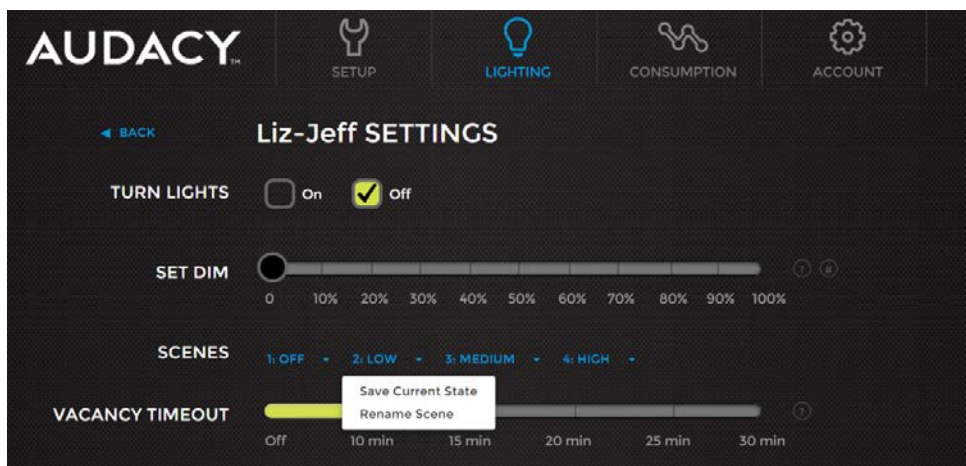 AUDACY™
SETUP
LIGHTING
CONSUMPTION
ACCOUNT
◄ BACK
Liz-Jeff SETTINGS
TURN LIGHTS
On
Off
SET DIM
0 10% 20% 30% 40% 50% 60% 70% 80% 90% 100%
SCENES
1: OFF 2: LOW 3: MEDIUM 4: HIGH
Save Current State
Rename Scene
VACANCY TIMEOUT
?
Off 10 min 15 min 20 min 25 min 30 min